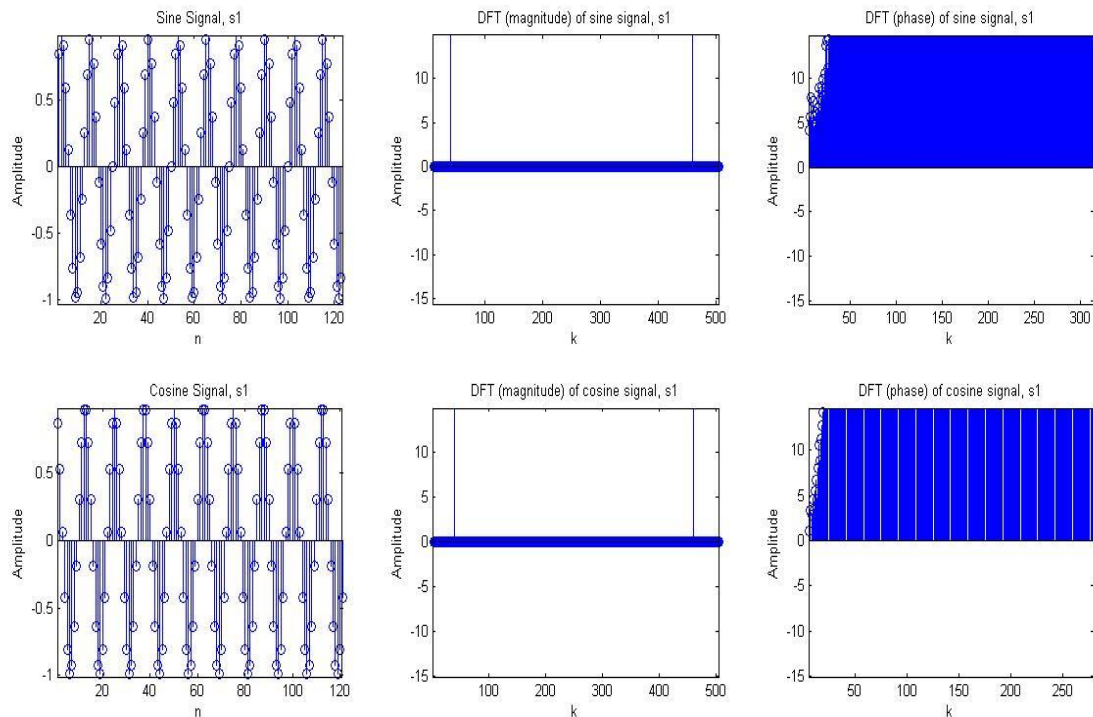 Sine Signal, s1
Amplitude
0.5
0
-0.5
-1
20 40 60 80 100 120
n
DFT (magnitude) of sine signal, s1
Amplitude
10
5
0
-5
-10
-15
100 200 300 400 500
k
DFT (phase) of sine signal, s1
Amplitude
10
5
0
-5
-10
-15
50 100 150 200 250 300
k
Cosine Signal, s1
Amplitude
0.5
0
-0.5
-1
20 40 60 80 100 120
n
DFT (magnitude) of cosine signal, s1
Amplitude
10
5
0
-5
-10
-15
100 200 300 400 500
k
DFT (phase) of cosine signal, s1
Amplitude
10
5
0
-5
-10
-15
50 100 150 200 250
k